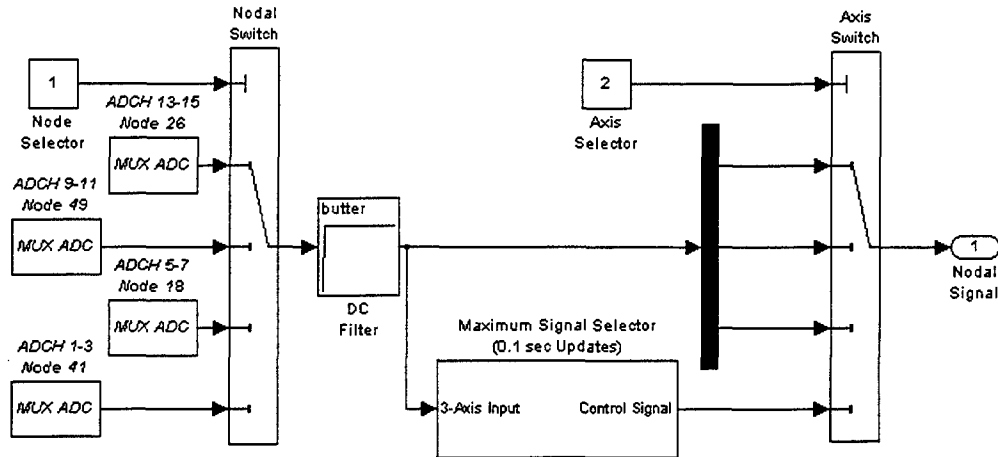 Nodal
Switch
Axis
Switch
1
Node
Selector
ADCH 13-15
Node 26
MUX ADC
2
Axis
Selector
ADCH 9-11
Node 49
MUX ADC
butter
DC
Filter
1
Nodal
Signal
ADCH 5-7
Node 18
MUX ADC
Maximum Signal Selector
(0.1 sec Updates)
3-Axis Input
Control Signal
ADCH 1-3
Node 41
MUX ADC